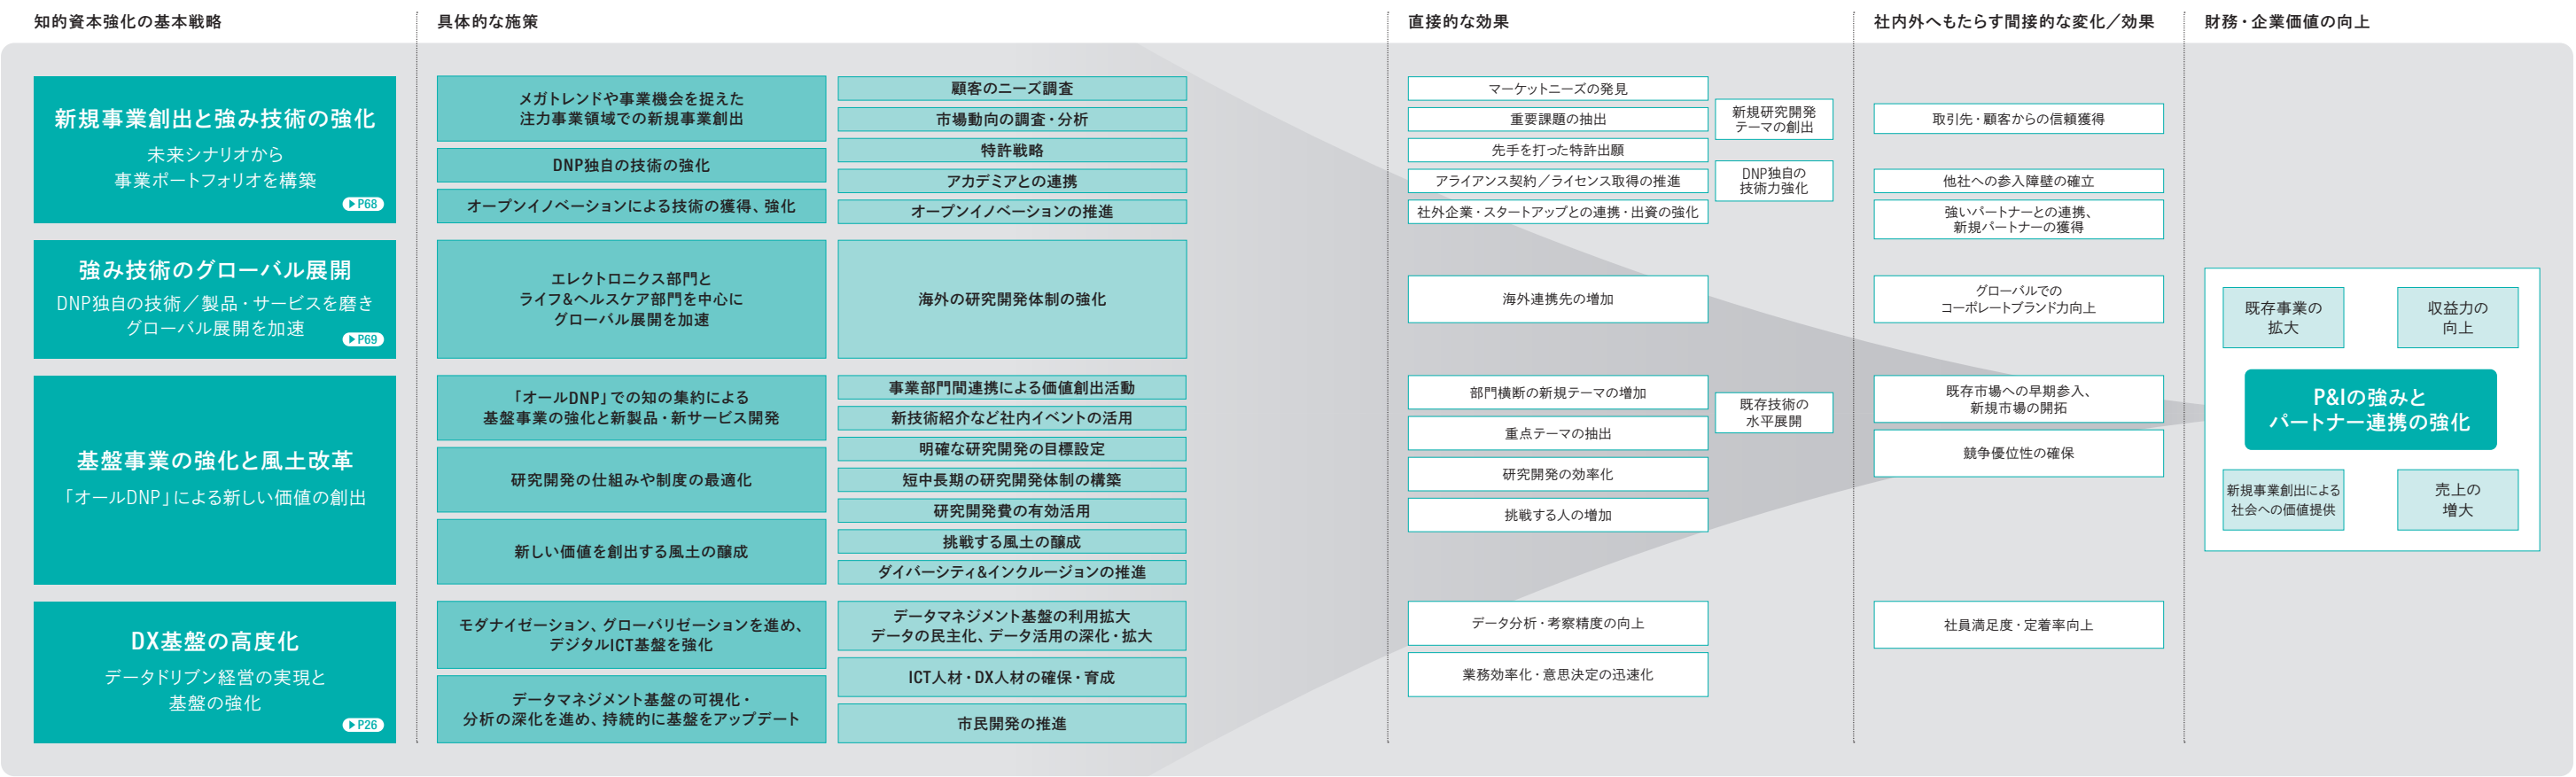 知的資本強化の基本戦略
具体的な施策
直接的な効果
社内外へもたらす間接的な変化／効果
財務・企業価値の向上
新規事業創出と強み技術の強化
未来シナリオから
事業ポートフォリオを構築
P68
メガトレンドや事業機会を捉えた
注力事業領域での新規事業創出
DNP独自の技術の強化
オープンイノベーションによる技術の獲得、強化
顧客のニーズ調査
市場動向の調査・分析
特許戦略
アカデミアとの連携
オープンイノベーションの推進
マーケットニーズの発見
重要課題の抽出
先手を打った特許出願
アライアンス契約／ライセンス取得の推進
社外企業・スタートアップとの連携・出資の強化
新規研究開発
テーマの創出
DNP独自の
技術力強化
取引先・顧客からの信頼獲得
他社への参入障壁の確立
強いパートナーとの連携、
新規パートナーの獲得
強み技術のグローバル展開
DNP独自の技術／製品・サービスを磨き
グローバル展開を加速
P69
エレクトロニクス部門と
ライフ&ヘルスケア部門を中心に
グローバル展開を加速
海外の研究開発体制の強化
海外連携先の増加
グローバルでの
コーポレートブランド力向上
基盤事業の強化と風土改革
「オールDNP」による新しい価値の創出
「オールDNP」での知の集約による
基盤事業の強化と新製品・新サービス開発
研究開発の仕組みや制度の最適化
新しい価値を創出する風土の醸成
事業部門間連携による価値創出活動
新技術紹介など社内イベントの活用
明確な研究開発の目標設定
短中長期の研究開発体制の構築
研究開発費の有効活用
挑戦する風土の醸成
ダイバーシティ&インクルージョンの推進
部門横断の新規テーマの増加
重点テーマの抽出
研究開発の効率化
挑戦する人の増加
既存技術の
水平展開
既存市場への早期参入、
新規市場の開拓
競争優位性の確保
DX基盤の高度化
データドリブン経営の実現と
基盤の強化
P26
モダナイゼーション、グローバリゼーションを進め、
デジタルICT基盤を強化
データマネジメント基盤の可視化・
分析の深化を進め、持続的に基盤をアップデート
データマネジメント基盤の利用拡大
データの民主化、データ活用の深化・拡大
ICT人材・DX人材の確保・育成
市民開発の推進
データ分析・考察精度の向上
業務効率化・意思決定の迅速化
社員満足度・定着率向上
既存事業の
拡大
収益力の
向上
P&Iの強みと
パートナー連携の強化
新規事業創出による
社会への価値提供
売上の
増大